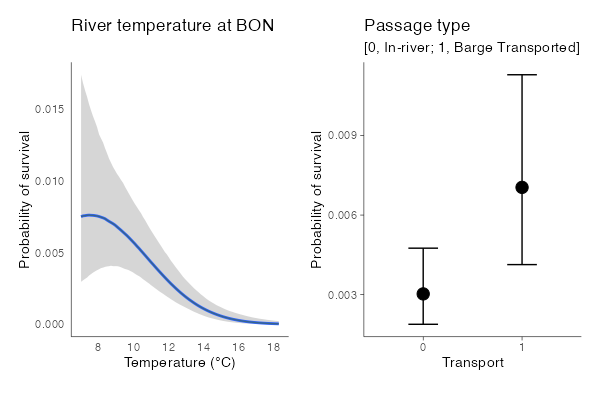 River temperature at BON
Probability of survival
0.015
0.010
0.005
0.000
8 10 12 14 16 18
Temperature (°C)
Passage type
[0, In-river; 1, Barge Transported]
Probability of survival
0.009
0.006
0.003
0 1
Transport